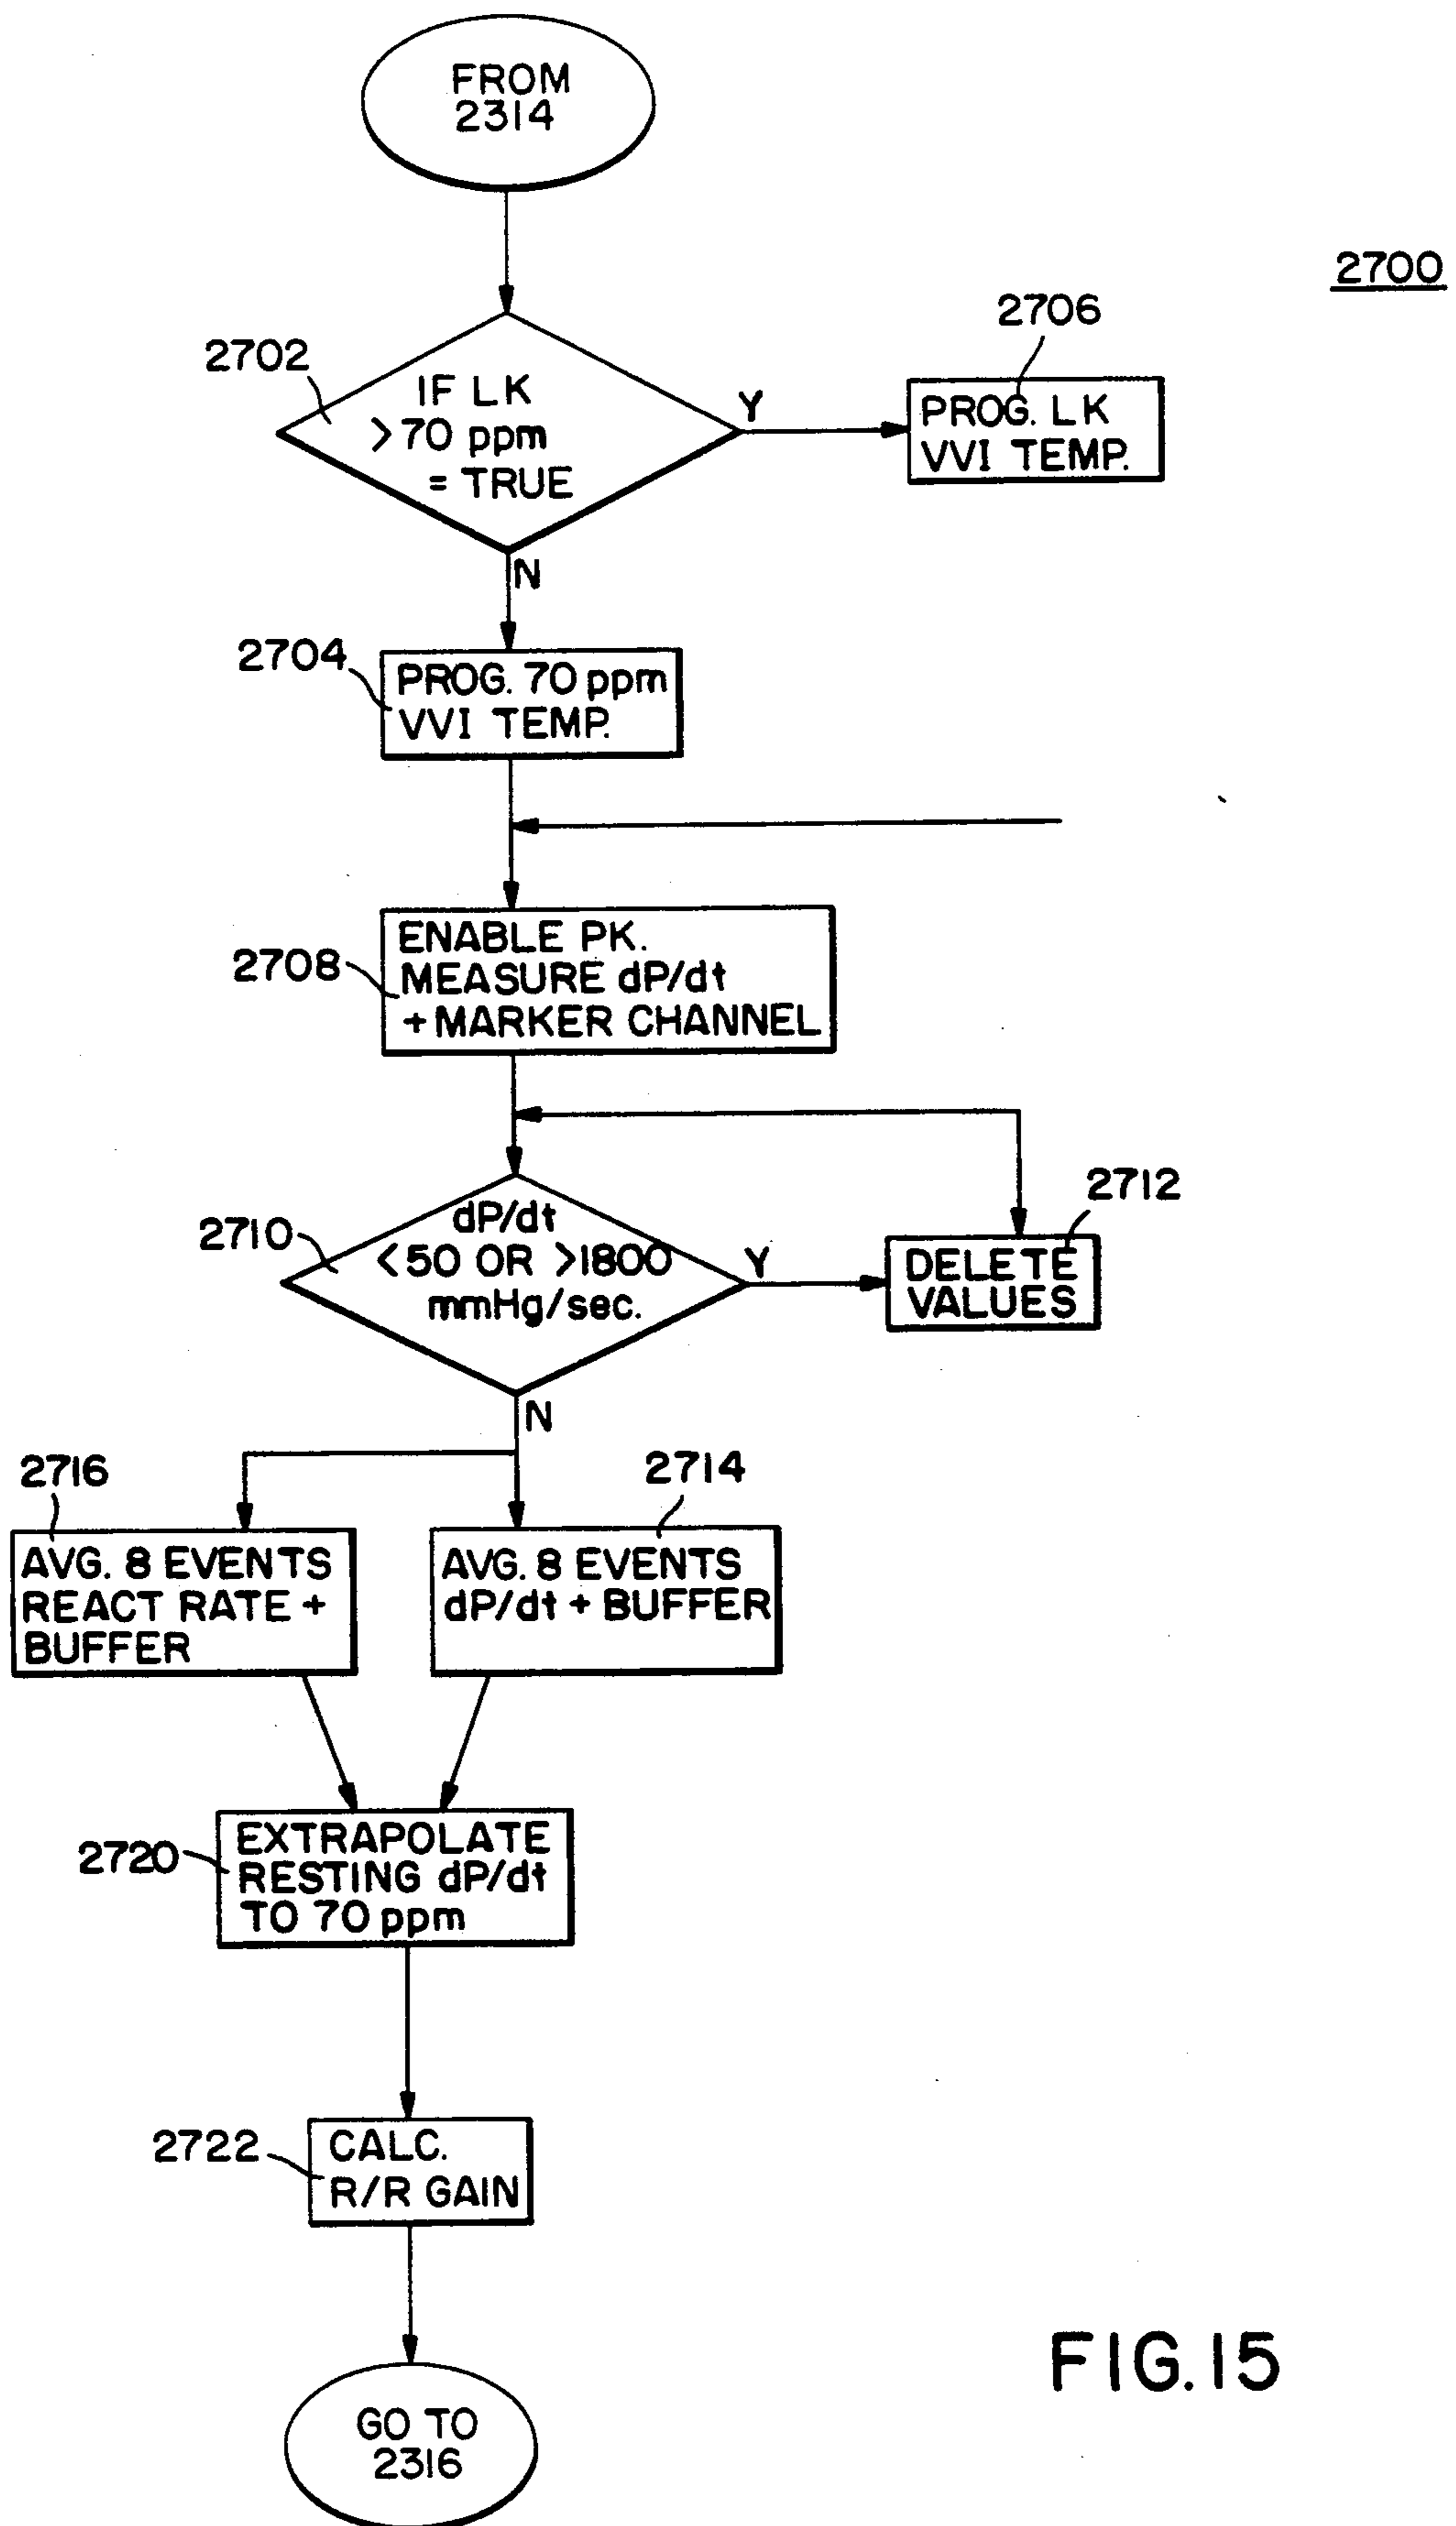 FROM
2314
2700
2706
2702
IF LK
>70 ppm
= TRUE
Y
PROG. LK
VVI TEMP.
N
2704
PROG. 70 ppm
VVI TEMP.
2708
ENABLE PK.
MEASURE dP/dt
+ MARKER CHANNEL
2712
2710
dP/dt
<50 OR >1800
mmHg/sec.
Y
DELETE
VALUES
N
2716
2714
AVG. 8 EVENTS
REACT RATE +
BUFFER
AVG. 8 EVENTS
dP/dt + BUFFER
2720
EXTRAPOLATE
RESTING dP/dt
TO 70 ppm
2722
CALC.
R/R GAIN
GO TO
2316
FIG. 15